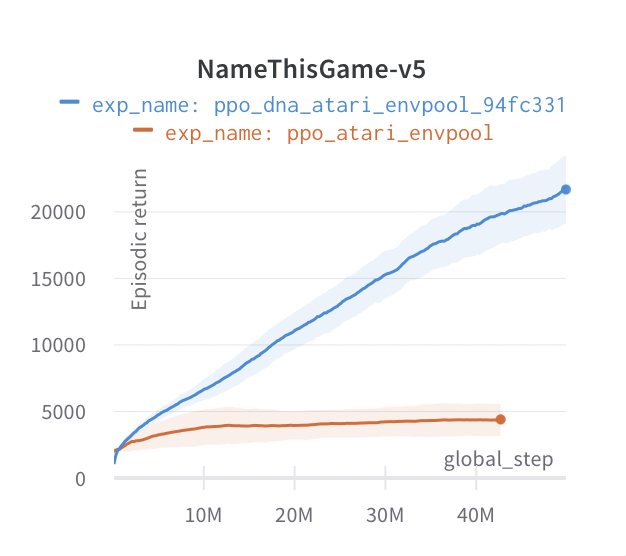 NameThisGame-v5
exp_name: ppo_dna_atari_envpool_94fc331
exp_name: ppo_atari_envpool
Episodic return
20000
15000
10000
5000
0
global_step
10M 20M 30M 40M